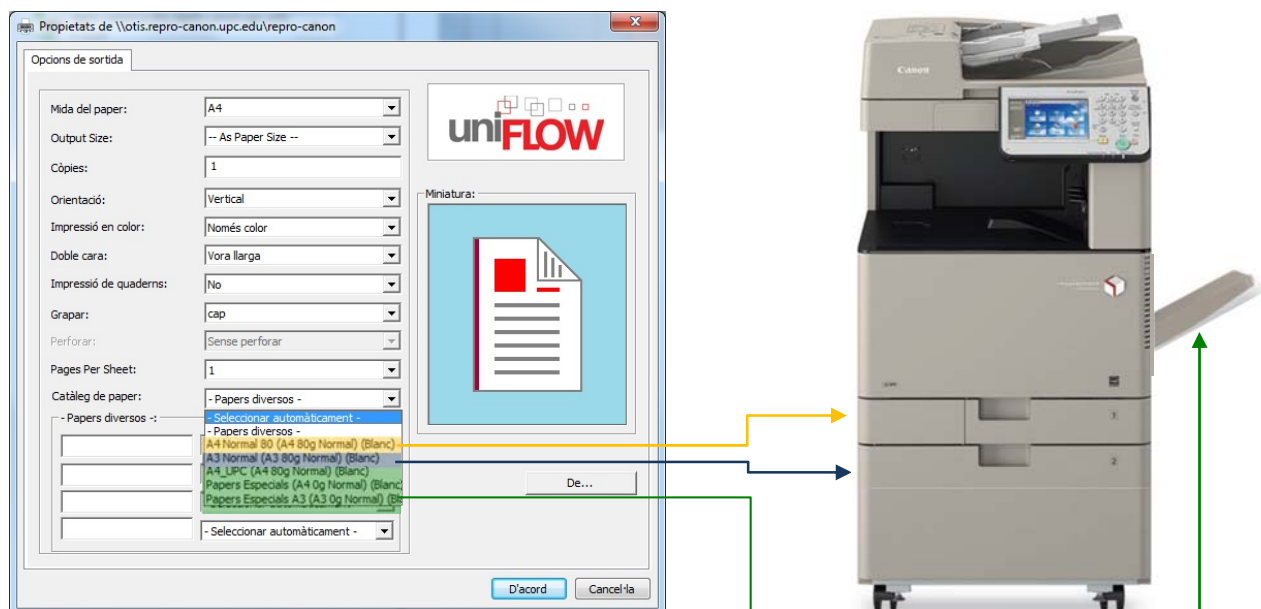 Propietats de \\otis.repro-canon.upc.edu\repro-canon
Opcions de sortida
Mida del paper: A4
Output Size: -- As Paper Size --
Còpies: 1
Orientació: Vertical
Impressió en color: Només color
Doble cara: Vora llarga
Impressió de quaderns: No
Grapar: cap
Perforar: Sense perforar
Pages Per Sheet: 1
Catàleg de paper: - Papers diversos -
- Papers diversos -:
- Seleccionar automàticament -
- Papers diversos -
A4 Normal 80 (A4 80g Normal) (Blanc)
A3 Normal (A3 80g Normal) (Blanc)
A4_UPC (A4 80g Normal) (Blanc)
Papers Especials (A4 0g Normal) (Blanc)
Papers Especials A3 (A3 0g Normal) (Bl
- Seleccionar automàticament -
uniFLOW
Miniatura:
De...
D'acord
Cancel·la
Canon
1
2